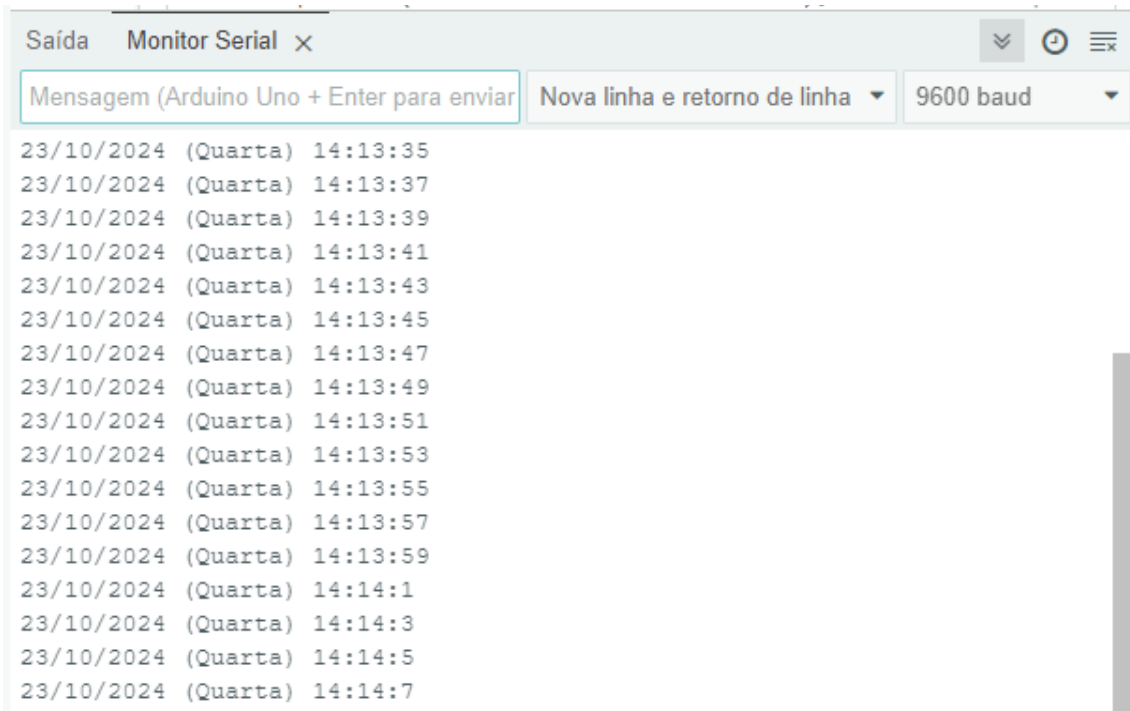 Saída Monitor Serial
Mensagem (Arduino Uno + Enter para enviar Nova linha e retorno de linha 9600 baud
23/10/2024 (Quarta) 14:13:35
23/10/2024 (Quarta) 14:13:37
23/10/2024 (Quarta) 14:13:39
23/10/2024 (Quarta) 14:13:41
23/10/2024 (Quarta) 14:13:43
23/10/2024 (Quarta) 14:13:45
23/10/2024 (Quarta) 14:13:47
23/10/2024 (Quarta) 14:13:49
23/10/2024 (Quarta) 14:13:51
23/10/2024 (Quarta) 14:13:53
23/10/2024 (Quarta) 14:13:55
23/10/2024 (Quarta) 14:13:57
23/10/2024 (Quarta) 14:13:59
23/10/2024 (Quarta) 14:14:1
23/10/2024 (Quarta) 14:14:3
23/10/2024 (Quarta) 14:14:5
23/10/2024 (Quarta) 14:14:7